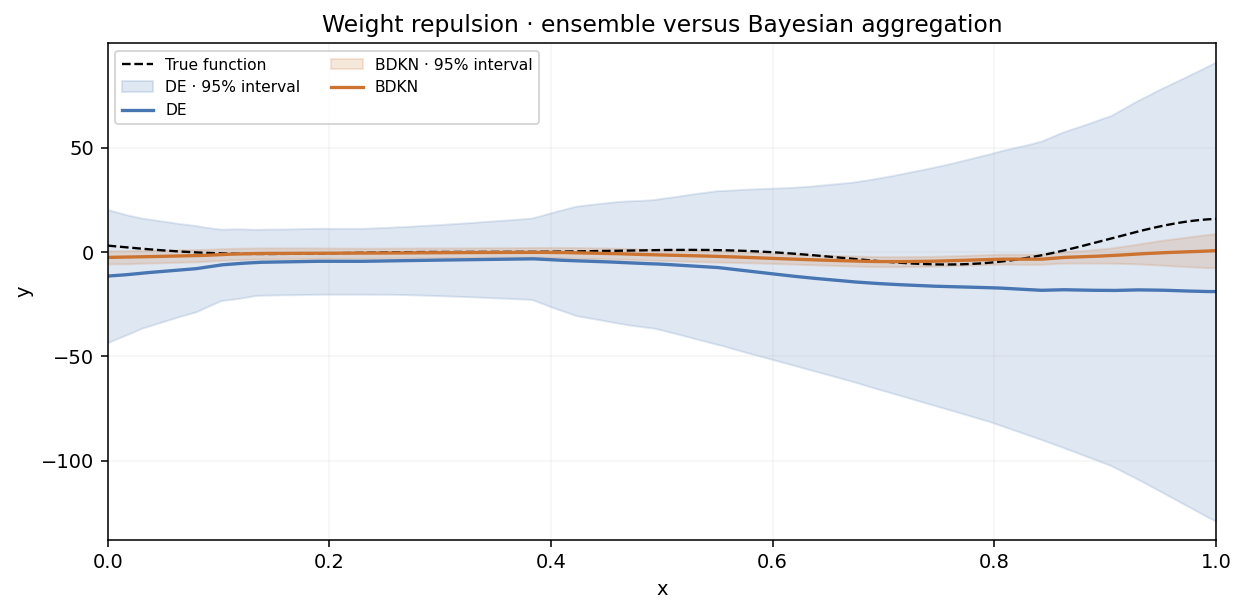 Weight repulsion · ensemble versus Bayesian aggregation
True function
DE · 95% interval
DE
BDKN · 95% interval
BDKN
y
50
0
−50
−100
0.0 0.2 0.4 0.6 0.8 1.0
x